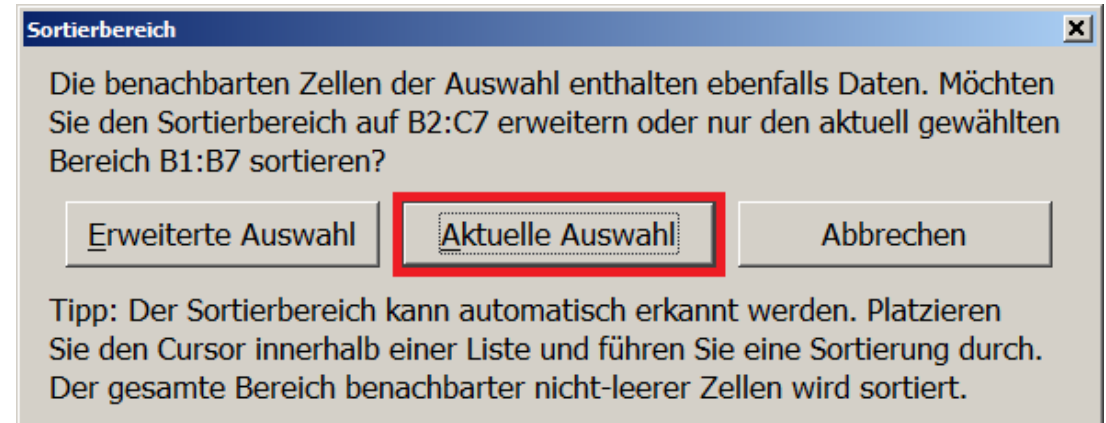 Sortierbereich
Die benachbarten Zellen der Auswahl enthalten ebenfalls Daten. Möchten
Sie den Sortierbereich auf B2:C7 erweitern oder nur den aktuell gewählten
Bereich B1:B7 sortieren?
Erweiterte Auswahl Aktuelle Auswahl Abbrechen
Tipp: Der Sortierbereich kann automatisch erkannt werden. Platzieren
Sie den Cursor innerhalb einer Liste und führen Sie eine Sortierung durch.
Der gesamte Bereich benachbarter nicht-leerer Zellen wird sortiert.